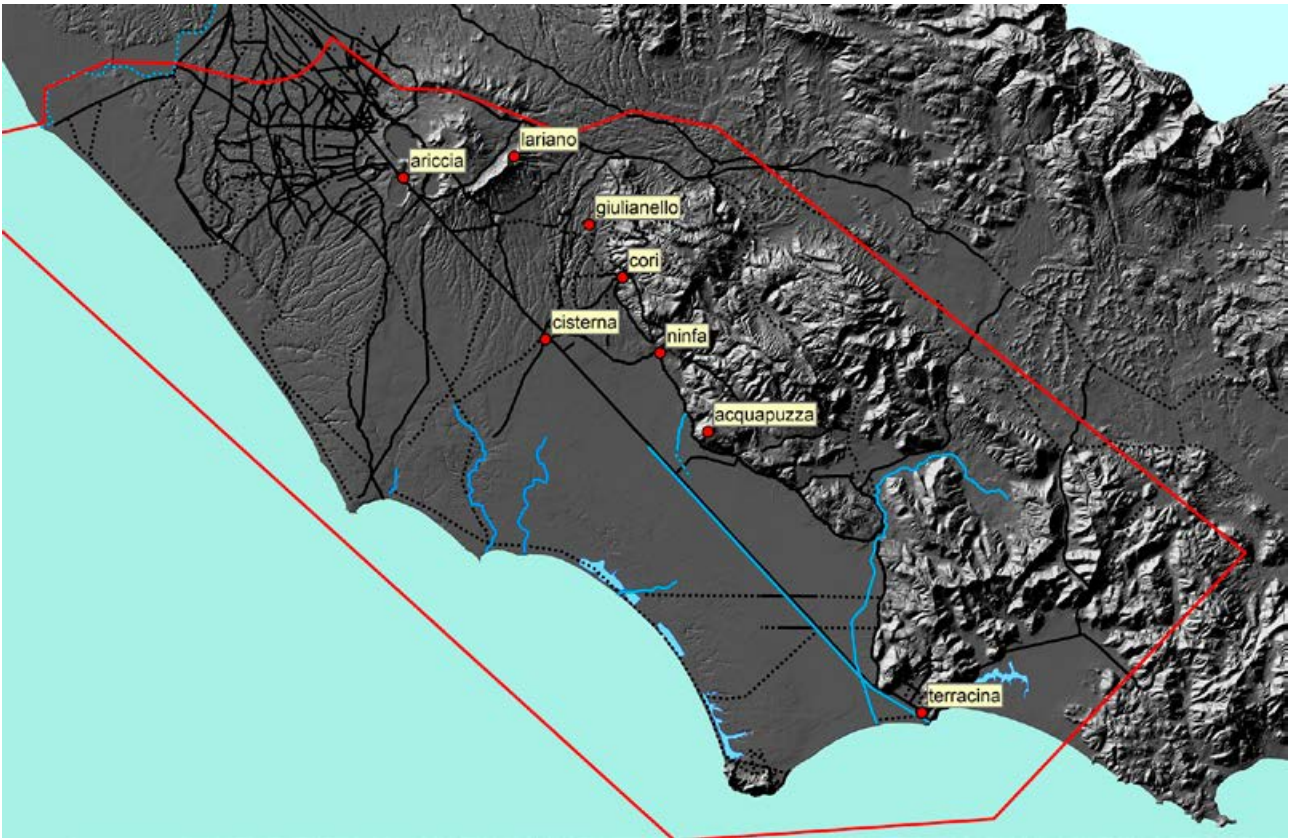 lariano
ariccia
giulianello
cori
cisterna
ninfa
acquapuzza
terracina